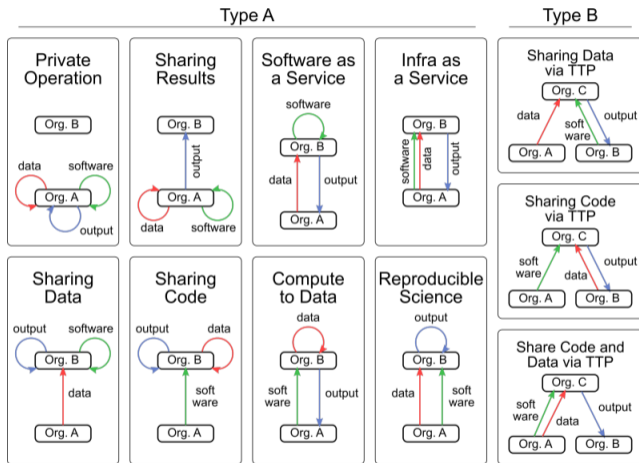 Type A
Type B
Private
Operation
Org. B
data
software
Org. A
output
Sharing
Results
Org. B
output
Org. A
data
software
Software as
a Service
software
Org. B
data
output
Org. A
Infra as
a Service
Org. B
software
data
output
Org. A
Sharing
Data
output
software
Org. B
data
Org. A
Sharing
Code
output
data
Org. B
soft
ware
Org. A
Compute
to Data
data
Org. B
soft
ware
output
Org. A
Reproducible
Science
output
Org. B
data
soft
ware
Org. A
Sharing Data
via TTP
Org. C
data
soft
ware
output
Org. A
Org. B
Sharing Code
via TTP
Org. C
soft
ware
data
output
Org. A
Org. B
Share Code and
Data via TTP
Org. C
soft
ware
data
output
Org. A
Org. B